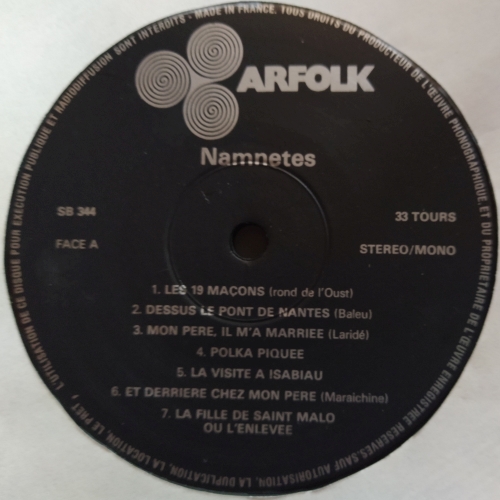 MADE IN FRANCE. TOUS DROITS DU PRODUCTEUR DE L'ŒUVRE PHONOGRAPHIQUE ET DU PROPRIETAIRE DE L'ŒUVRE ENREGISTREE RESERVES. SAUF AUTORISATION, LA DUPLICATION, LA LOCATION, LE PRET, L'UTILISATION DE CE DISQUE POUR EXECUTION PUBLIQUE ET RADIODIFFUSION SONT INTERDITS -
ARFOLK
Namnetes
SB 344
33 TOURS
FACE A
STEREO/MONO
1. LES 19 MAÇONS (rond de l'Oust)
2. DESSUS LE PONT DE NANTES (Baleu)
3. MON PERE, IL M'A MARRIEE (Laridé)
4. POLKA PIQUEE
5. LA VISITE A ISABIAU
6. ET DERRIERE CHEZ MON PERE (Maraichine)
7. LA FILLE DE SAINT MALO
OU L'ENLEVEE